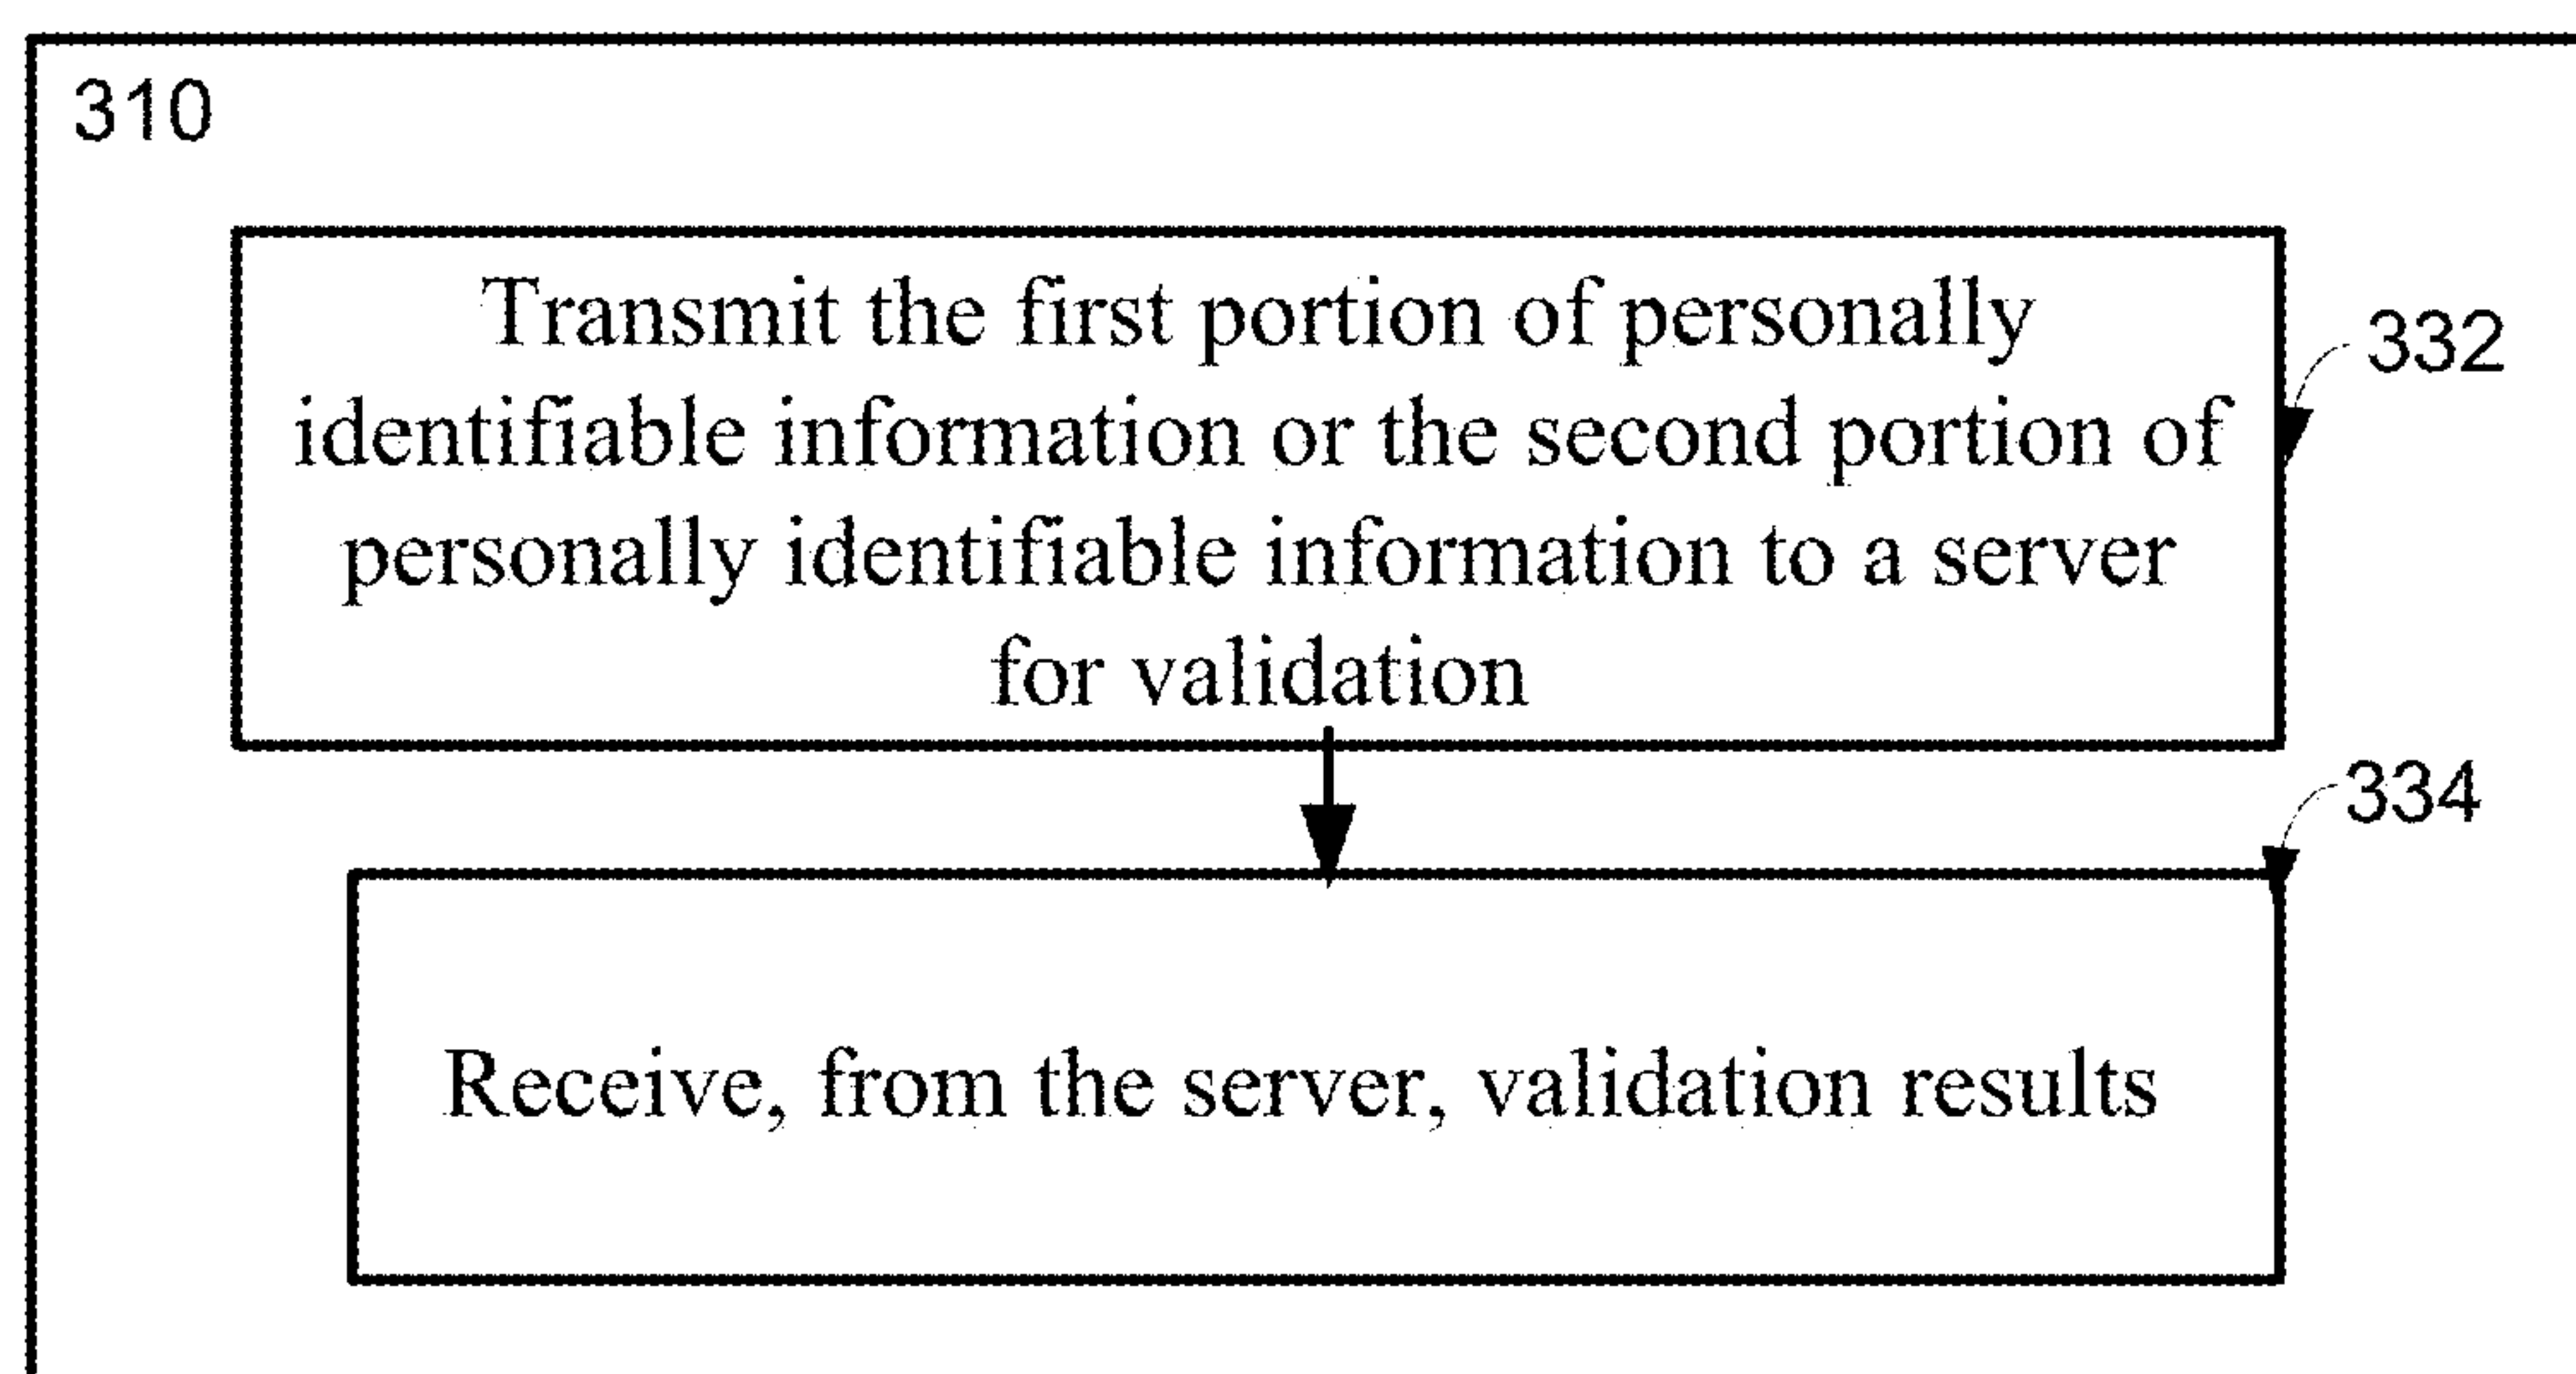 310
Transmit the first portion of personally
identifiable information or the second portion of
personally identifiable information to a server
for validation
332
334
Receive, from the server, validation results